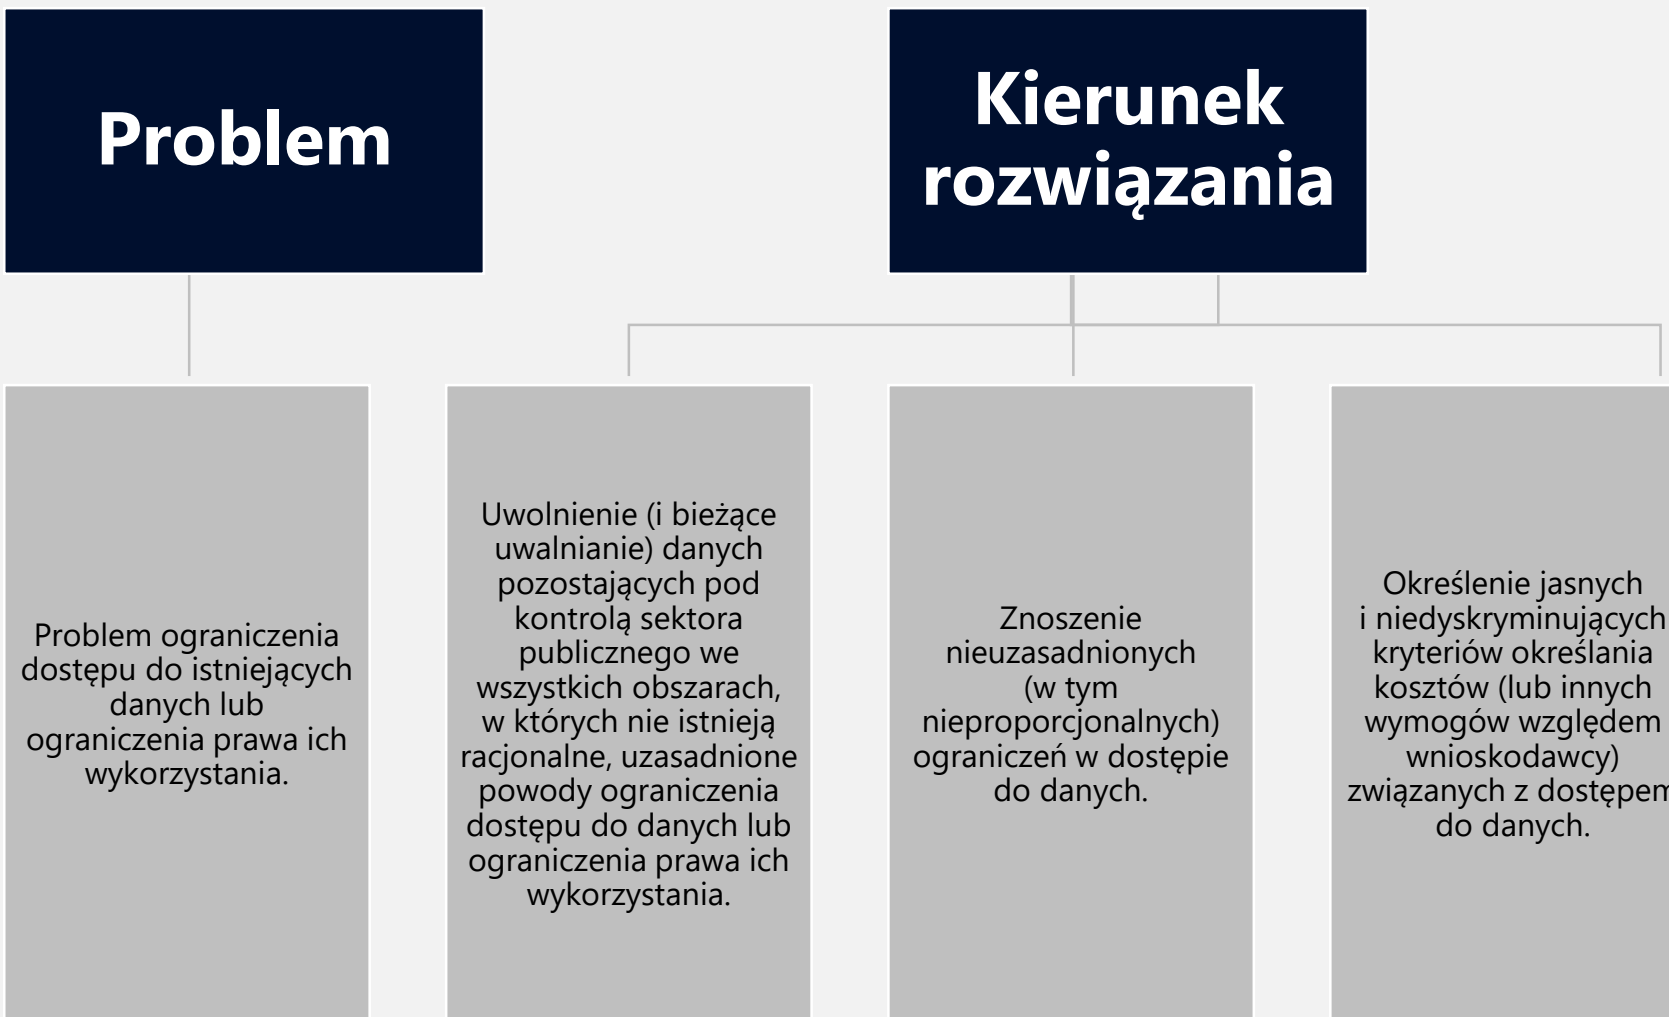 Problem
Kierunek
rozwiązania
Problem ograniczenia
dostępu do istniejących
danych lub
ograniczenia prawa ich
wykorzystania.
Uwolnienie (i bieżące
uwalnianie) danych
pozostających pod
kontrolą sektora
publicznego we
wszystkich obszarach,
w których nie istnieją
racjonalne, uzasadnione
powody ograniczenia
dostępu do danych lub
ograniczenia prawa ich
wykorzystania.
Znoszenie
nieuzasadnionych
(w tym
nieproporcjonalnych)
ograniczeń w dostępie
do danych.
Określenie jasnych
i niedyskryminujących
kryteriów określania
kosztów (lub innych
wymogów względem
wnioskodawcy)
związanych z dostępem
do danych.